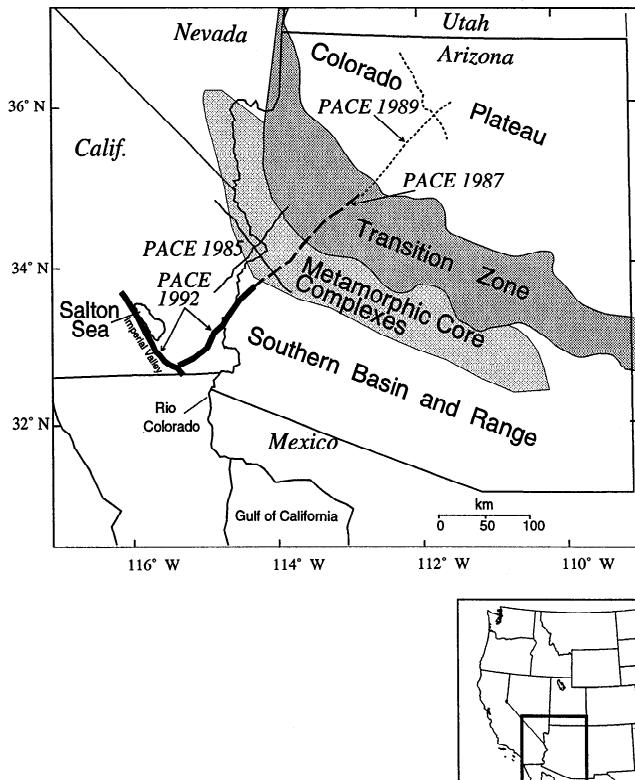 Utah
Nevada
Arizona
Colorado
Plateau
36° N
PACE 1989
Calif.
PACE 1987
Transition Zone
PACE 1985
34° N
PACE
1992
Metamorphic Core
Complexes
Salton
Sea
Imperial Valley
Southern Basin and Range
Rio
Colorado
32° N
Mexico
km
0 50 100
Gulf of California
116° W 114° W 112° W 110° W